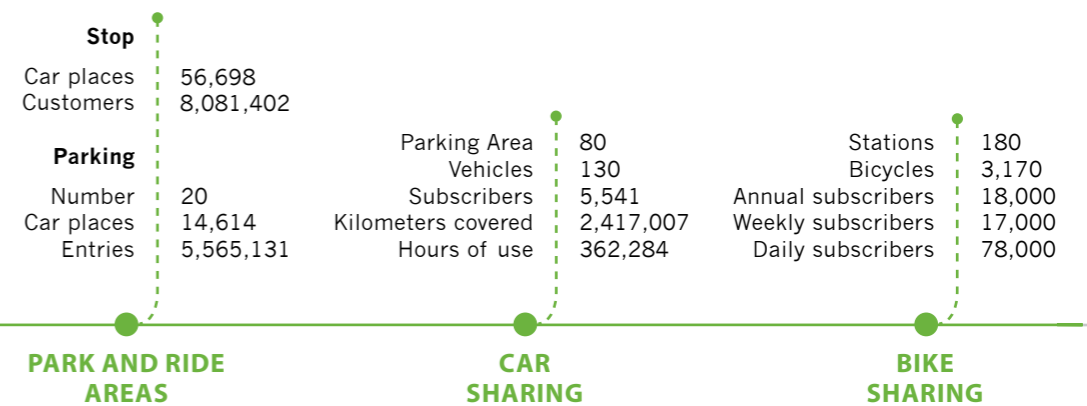 Stop
Car places 56,698
Customers 8,081,402
Parking
Number 20
Car places 14,614
Entries 5,565,131
PARK AND RIDE
AREAS
Parking Area 80
Vehicles 130
Subscribers 5,541
Kilometers covered 2,417,007
Hours of use 362,284
CAR
SHARING
Stations 180
Bicycles 3,170
Annual subscribers 18,000
Weekly subscribers 17,000
Daily subscribers 78,000
BIKE
SHARING